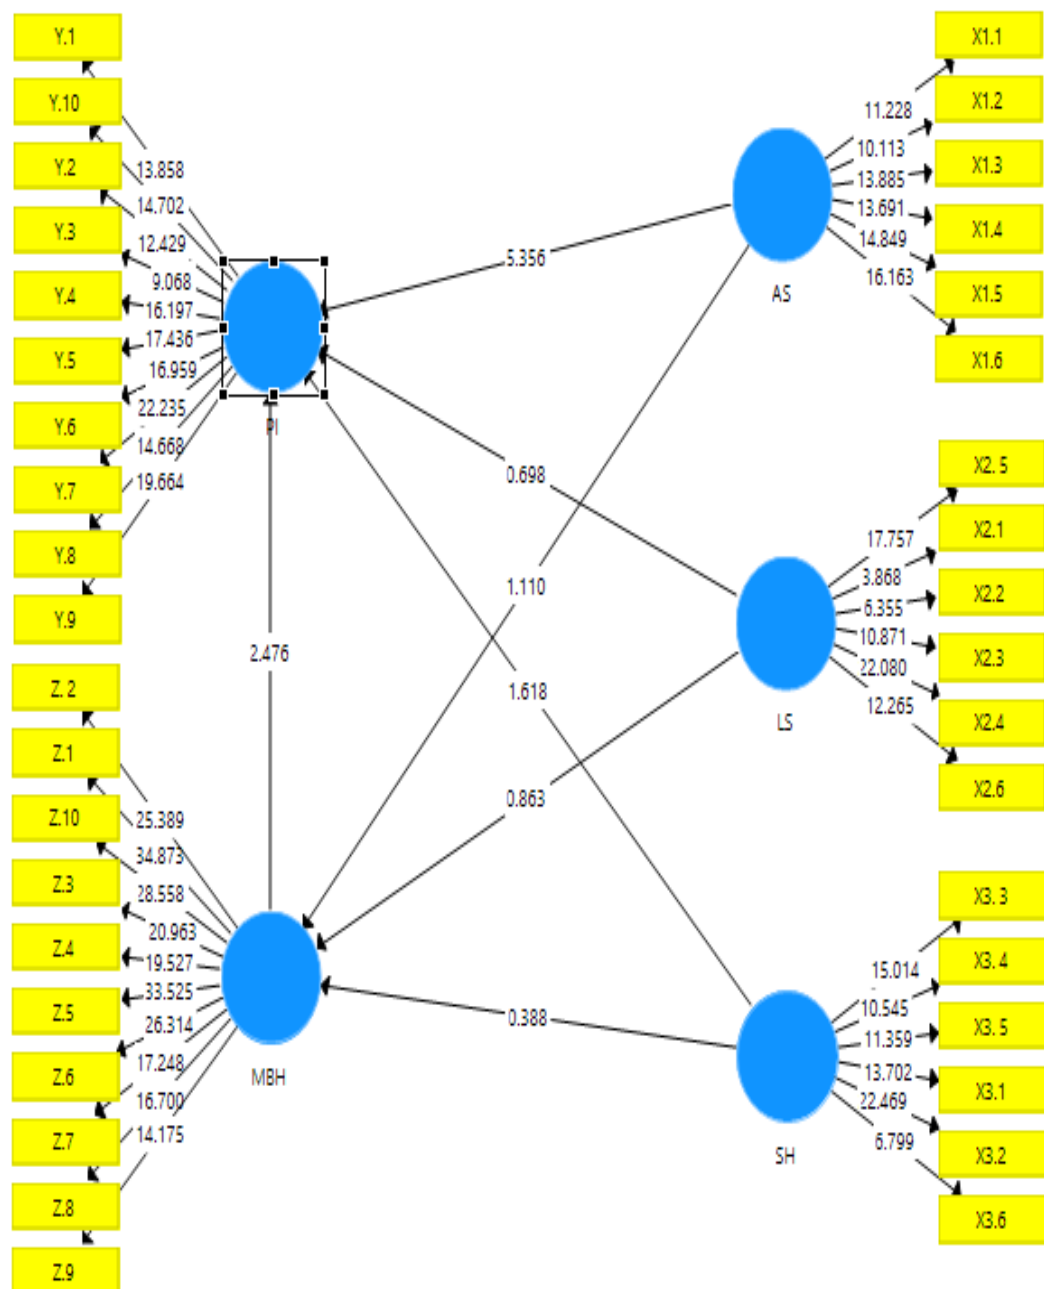 Y.1
Y.10
Y.2
Y.3
Y.4
Y.5
Y.6
Y.7
Y.8
Y.9
13.858
14.702
12.429
9.068
16.197
17.436
16.959
22.235
14.668
19.664
PI
Z. 2
Z.1
Z.10
Z.3
Z.4
Z.5
Z.6
Z.7
Z.8
Z.9
25.389
34.873
28.558
20.963
19.527
33.525
26.314
17.248
16.700
14.175
MBH
2.476
5.356
0.698
1.110
1.618
0.863
0.388
AS
11.228
10.113
13.885
13.691
14.849
16.163
X1.1
X1.2
X1.3
X1.4
X1.5
X1.6
LS
17.757
3.868
6.355
10.871
22.080
12.265
X2. 5
X2.1
X2.2
X2.3
X2.4
X2.6
SH
15.014
10.545
11.359
13.702
22.469
6.799
X3. 3
X3. 4
X3. 5
X3.1
X3.2
X3.6